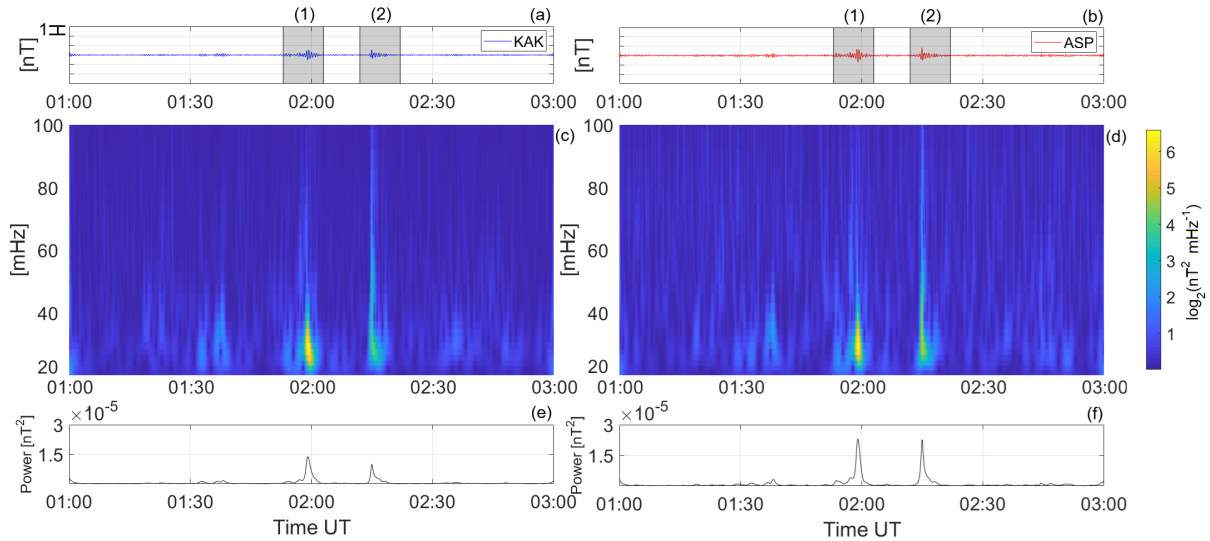 (1) (2) (a)
1H
[nT]
KAK
01:00 01:30 02:00 02:30 03:00
(1) (2) (b)
[nT]
ASP
01:00 01:30 02:00 02:30 03:00
100
80
60
40
20
[mHz]
(c)
01:00 01:30 02:00 02:30 03:00
100
80
60
40
20
[mHz]
(d)
01:00 01:30 02:00 02:30 03:00
6
5
4
3
2
1
log₂(nT² mHz⁻¹)
×10⁻⁵ (e)
3
1.5
Power [nT²]
01:00 01:30 02:00 02:30 03:00
Time UT
×10⁻⁵ (f)
3
1.5
Power [nT²]
01:00 01:30 02:00 02:30 03:00
Time UT